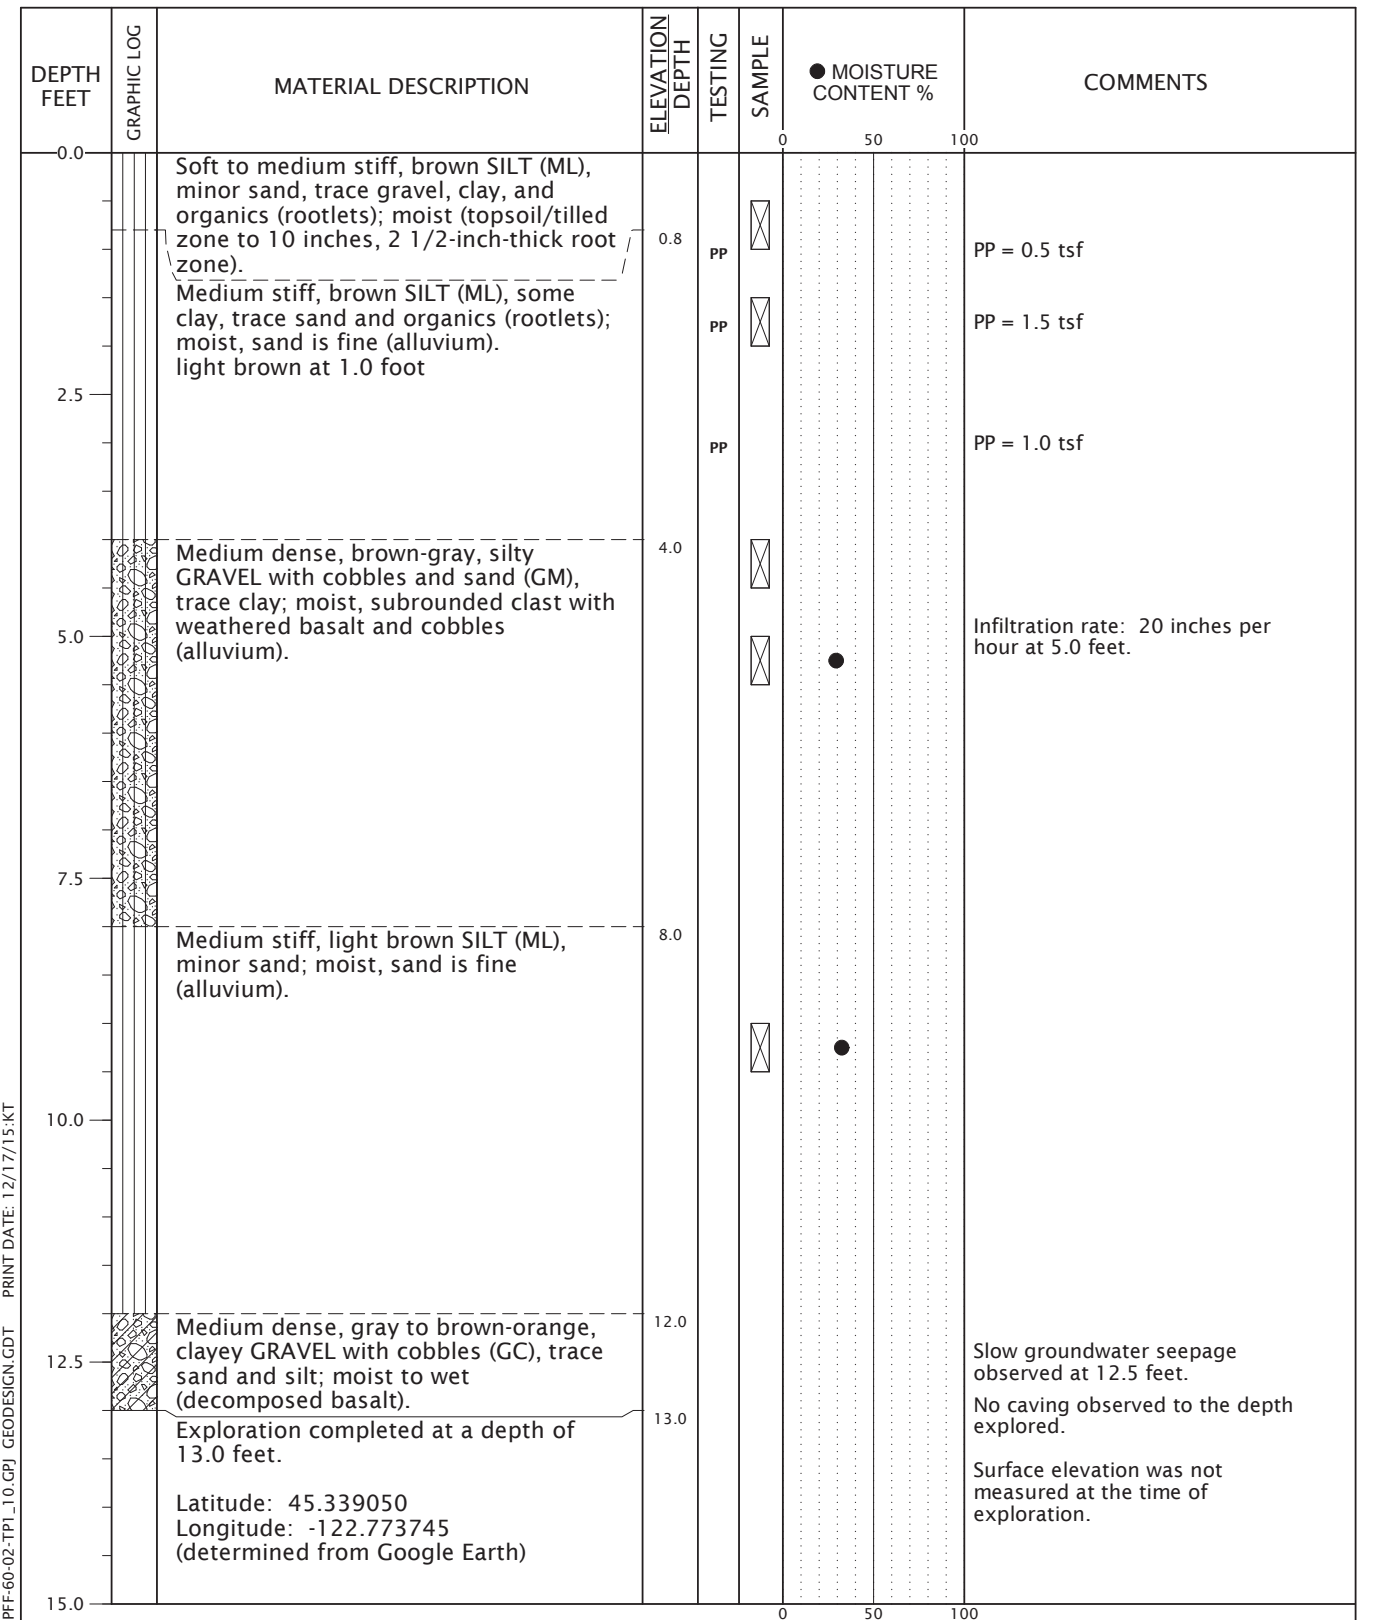 DEPTH
FEET
GRAPHIC LOG
MATERIAL DESCRIPTION
ELEVATION
DEPTH
TESTING
SAMPLE
● MOISTURE
CONTENT %
COMMENTS
0 50 100
0.0
Soft to medium stiff, brown SILT (ML),
minor sand, trace gravel, clay, and
organics (rootlets); moist (topsoil/tilled
zone to 10 inches, 2 1/2-inch-thick root
zone).
0.8
PP
PP = 0.5 tsf
Medium stiff, brown SILT (ML), some
clay, trace sand and organics (rootlets);
moist, sand is fine (alluvium).
light brown at 1.0 foot
PP
PP = 1.5 tsf
2.5
PP
PP = 1.0 tsf
4.0
Medium dense, brown-gray, silty
GRAVEL with cobbles and sand (GM),
trace clay; moist, subrounded clast with
weathered basalt and cobbles
(alluvium).
5.0
Infiltration rate: 20 inches per
hour at 5.0 feet.
7.5
8.0
Medium stiff, light brown SILT (ML),
minor sand; moist, sand is fine
(alluvium).
10.0
12.0
Medium dense, gray to brown-orange,
clayey GRAVEL with cobbles (GC), trace
sand and silt; moist to wet
(decomposed basalt).
12.5
Slow groundwater seepage
observed at 12.5 feet.
No caving observed to the depth
explored.
13.0
Exploration completed at a depth of
13.0 feet.
Surface elevation was not
measured at the time of
exploration.
Latitude: 45.339050
Longitude: -122.773745
(determined from Google Earth)
15.0
0 50 100
PFF-60-02-TP1_10.GPJ GEODESIGN.GDT PRINT DATE: 12/17/15:KT